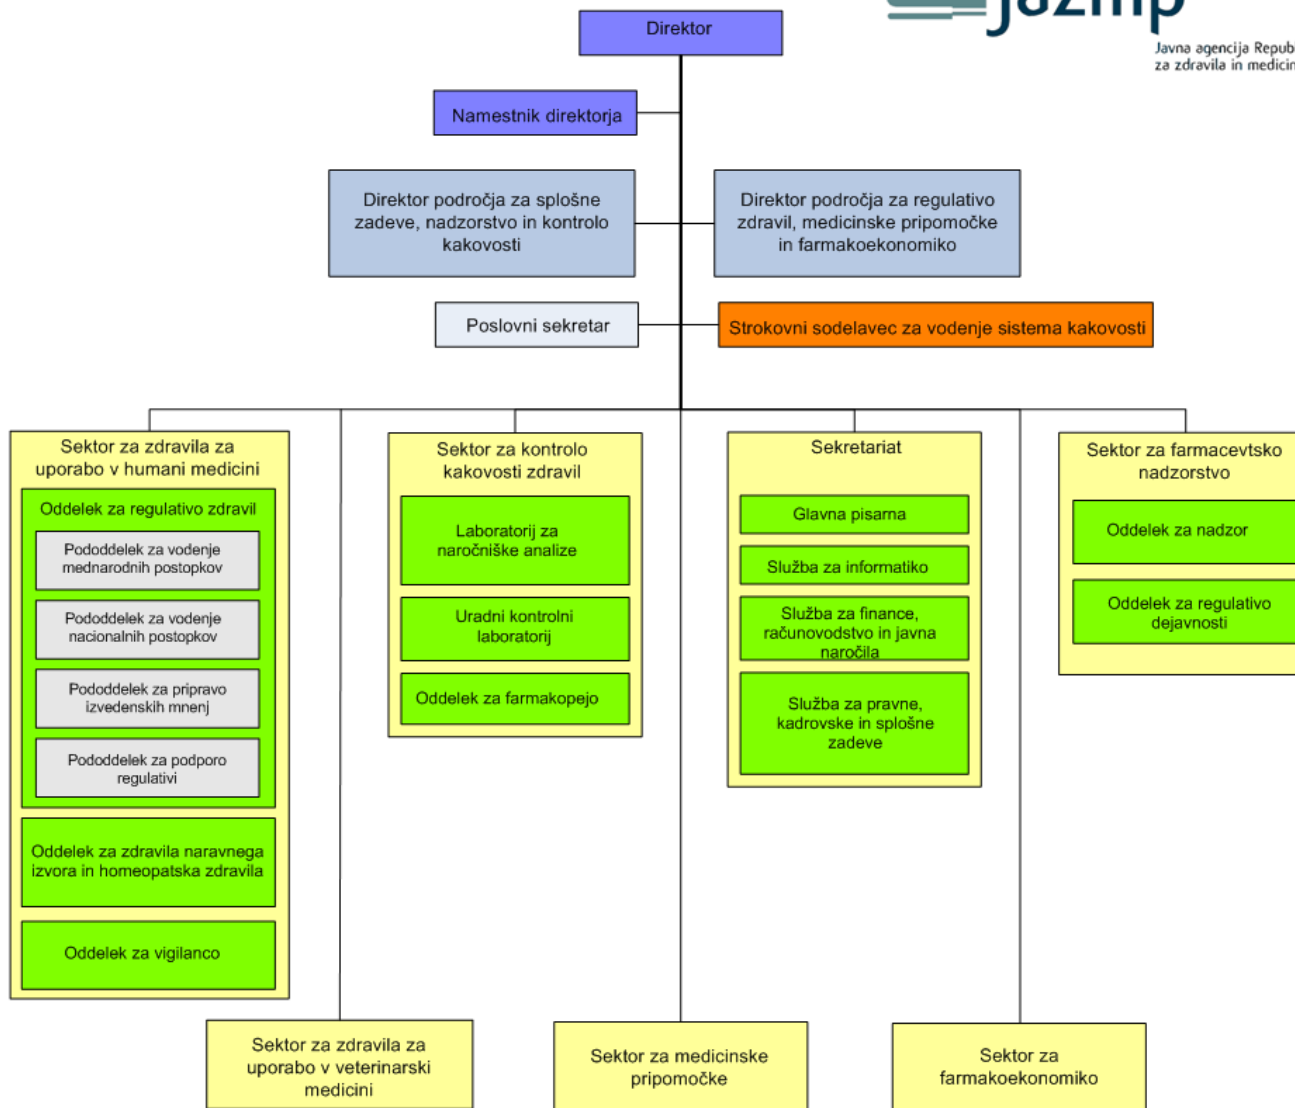 Direktor
jazmp
Javna agencija
za zdravila in
Namestnik direktorja
Direktor področja za splošne
zadeve, nadzorstvo in kontrolo
kakovosti
Direktor področja za regulativo
zdravil, medicinske pripomočke
in farmakoekonomiko
Poslovni sekretar
Strokovni sodelavec za vodenje sistema kakovosti
Sektor za zdravila za
uporabo v humani medicini
Oddelek za regulativo zdravil
Pododdelek za vodenje
mednarodnih postopkov
Pododdelek za vodenje
nacionalnih postopkov
Pododdelek za pripravo
izvedenskih mnenj
Pododdelek za podporo
regulativi
Oddelek za zdravila naravnega
izvora in homeopatska zdravila
Oddelek za vigilanco
Sektor za kontrolo
kakovosti zdravil
Laboratorij za
naročniške analize
Uradni kontrolni
laboratorij
Oddelek za farmakopejo
Sekretariat
Glavna pisarna
Služba za informatiko
Služba za finance,
računovodstvo in javna
naročila
Služba za pravne,
kadrovske in splošne
zadeve
Sektor za farmacevtsko
nadzorstvo
Oddelek za nadzor
Oddelek za regulativo
dejavnosti
Sektor za zdravila za
uporabo v veterinarski
medicini
Sektor za medicinske
pripomočke
Sektor za
farmakoekonomiko